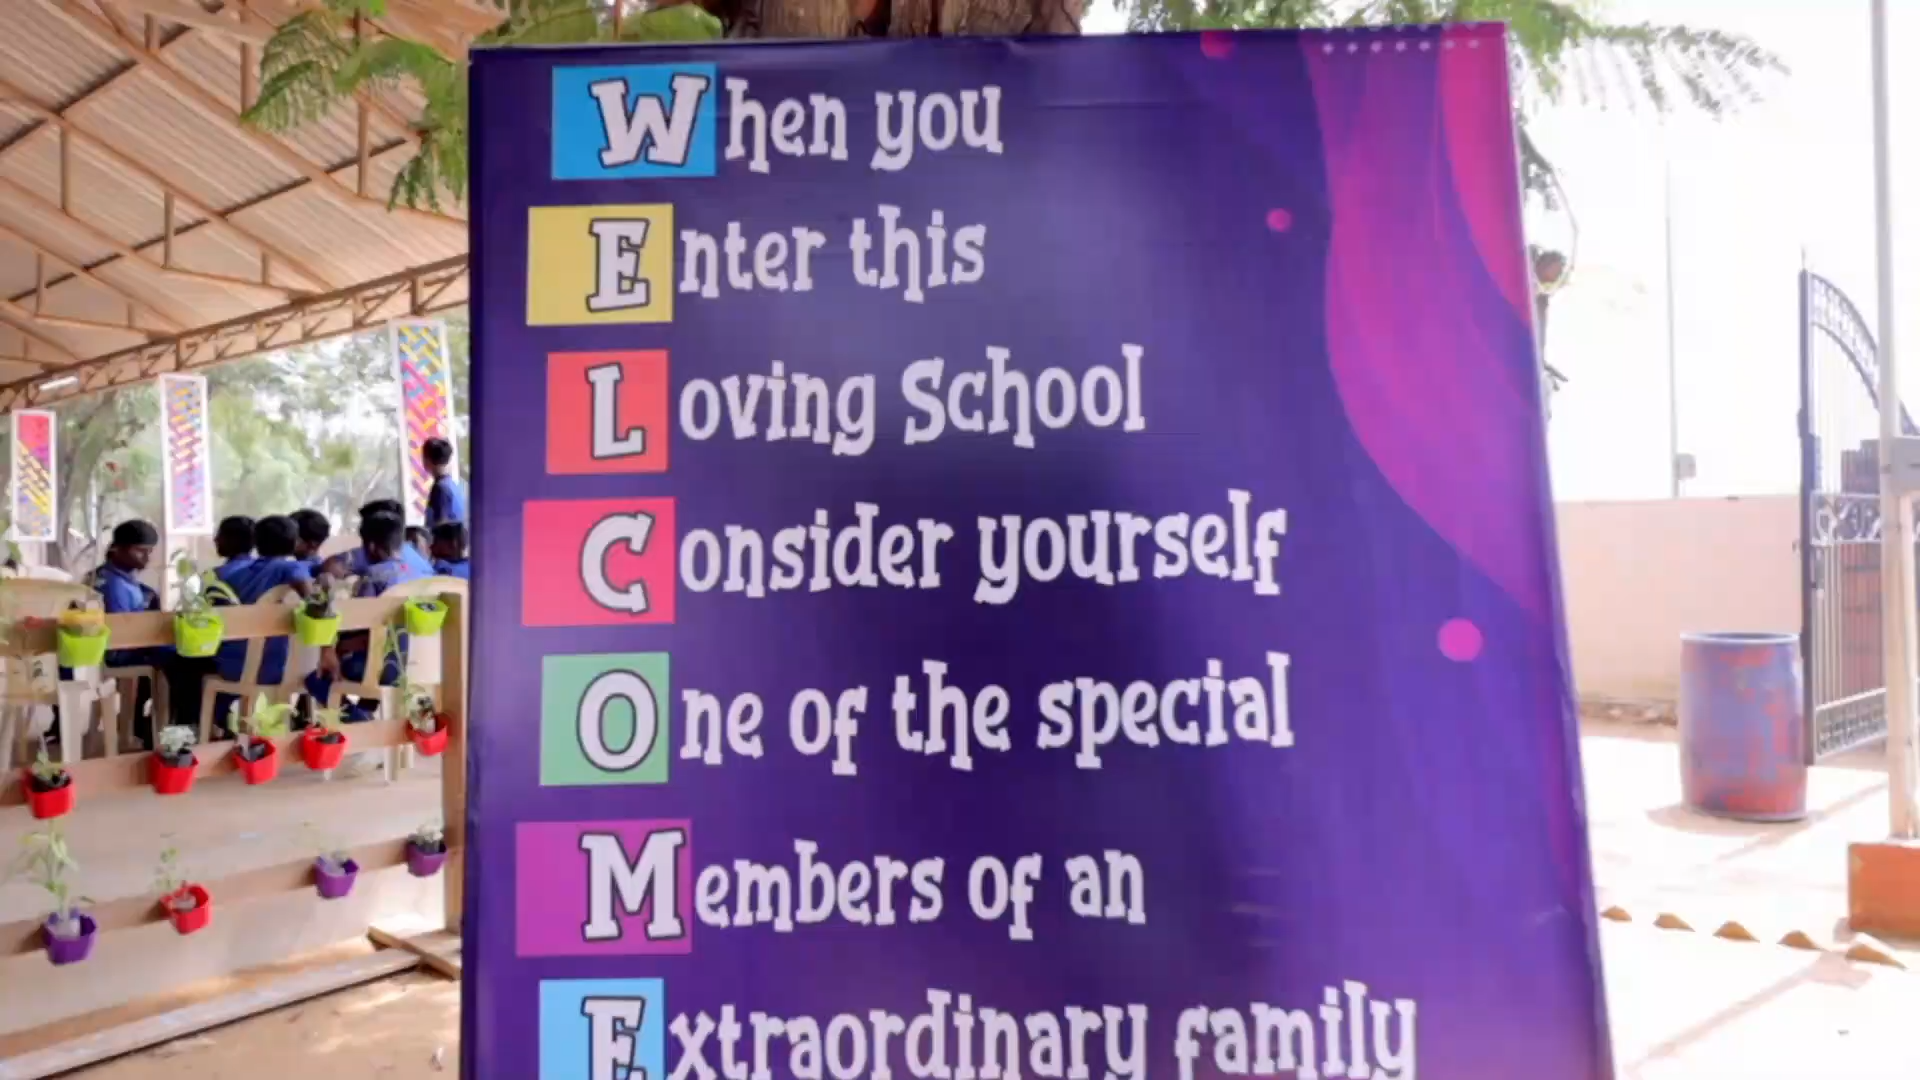 When you
Enter this
Loving School
Consider yourself
One of the special
Members of an
Extraordinary family